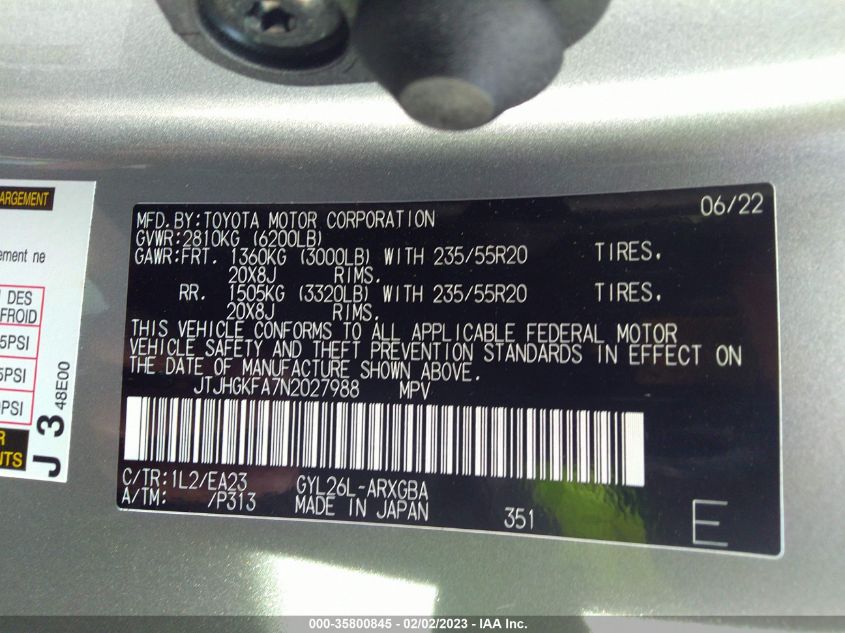 ARGEMENT
ement ne
DES
FROID
5PSI
5PSI
PSI
R
UTS
J 3
48E00
06/22
MFD.BY:TOYOTA MOTOR CORPORATION
GVWR:2810KG (6200LB)
GAWR:FRT. 1360KG (3000LB) WITH 235/55R20 TIRES.
20X8J RIMS.
RR. 1505KG (3320LB) WITH 235/55R20 TIRES.
20X8J RIMS.
THIS VEHICLE CONFORMS TO ALL APPLICABLE FEDERAL MOTOR
VEHICLE SAFETY AND THEFT PREVENTION STANDARDS IN EFFECT ON
THE DATE OF MANUFACTURE SHOWN ABOVE.
JTJHGKFA7N2027988 MPV
C/TR:1L2/EA23 GYL26L-ARXGBA
A/TM: /P313 MADE IN JAPAN 351 E
000-35800845 - 02/02/2023 - IAA Inc.